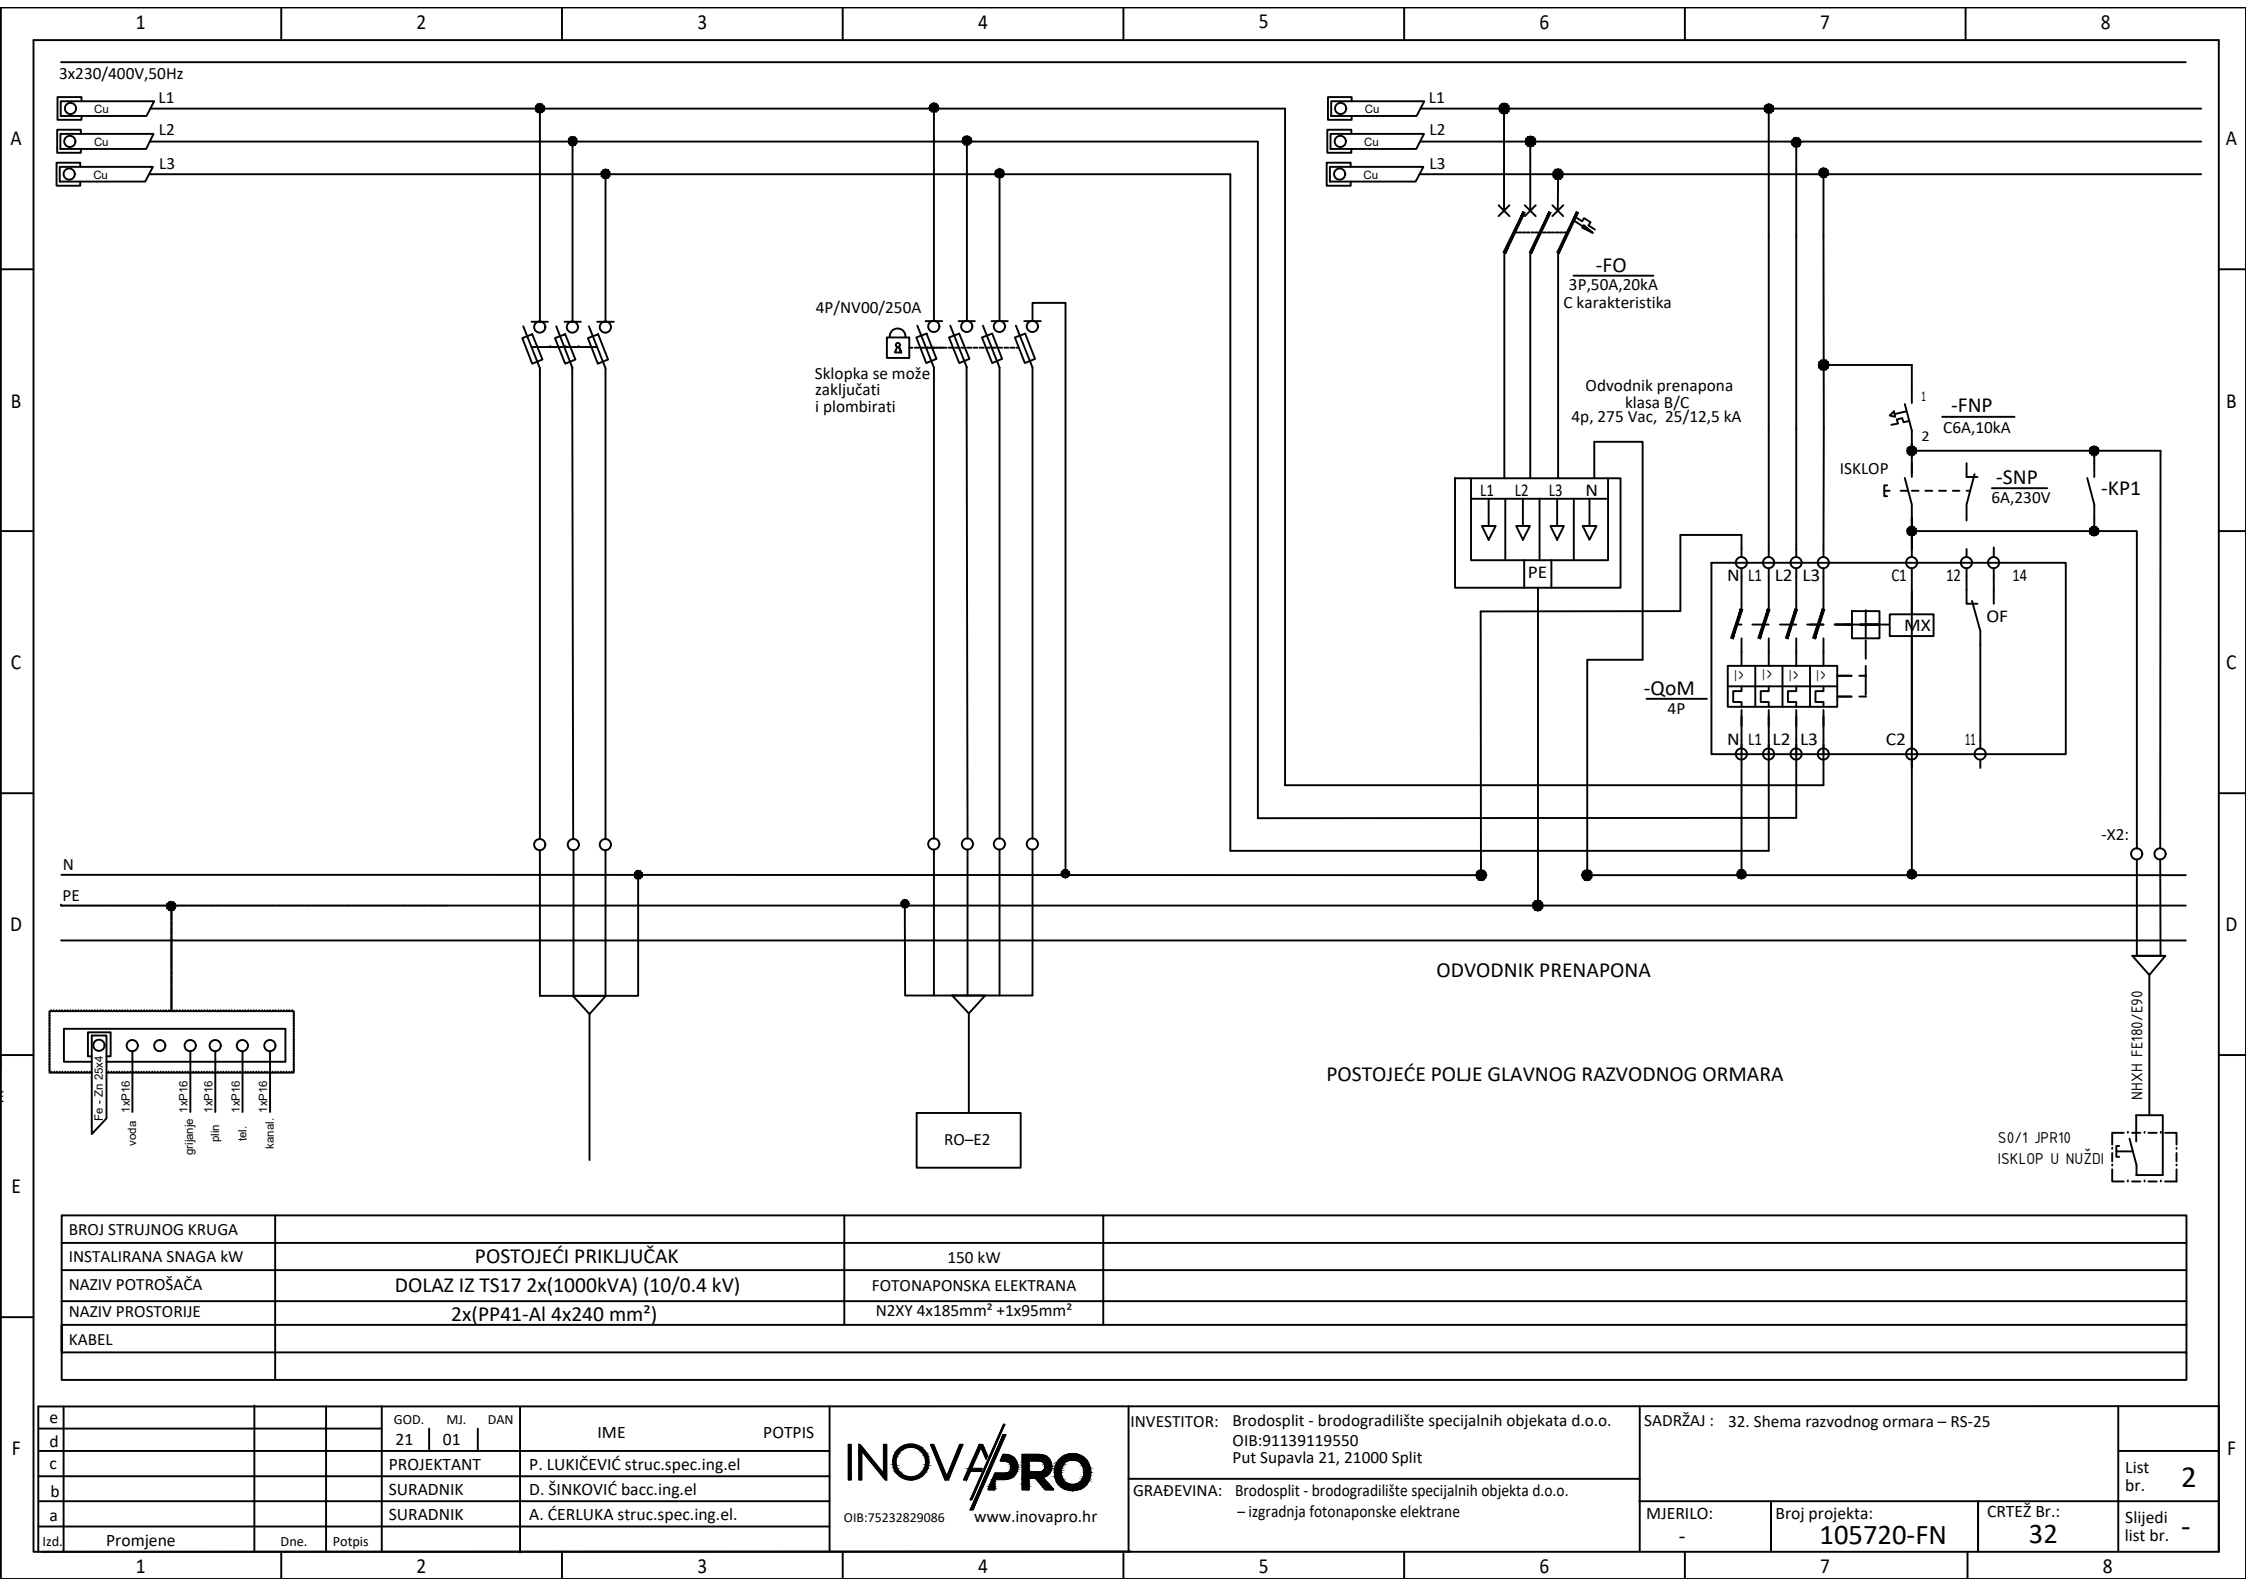 1 2 3 4 5 6 7 8
A
B
C
D
E
F
3x230/400V,50Hz
Cu L1
Cu L2
Cu L3
Cu L1
Cu L2
Cu L3
-FO
3P,50A,20kA
C karakteristika
4P/NV00/250A
Sklopka se može
zaključati
i plombirati
Odvodnik prenapona
klasa B/C
4p, 275 Vac, 25/12,5 kA
1
2
-FNP
C6A,10kA
ISKLOP
-SNP
6A,230V
-KP1
L1 L2 L3 N
PE
N L1 L2 L3 C1 12 14
OF
MX
I> I> I> I>
-QoM
4P
N L1 L2 L3 C2 11
-X2:
N
PE
ODVODNIK PRENAPONA
POSTOJEĆE POLJE GLAVNOG RAZVODNOG ORMARA
NHXH FE180/E90
S0/1 JPR10
ISKLOP U NUŽDI
Fe - Zn 25x4
1xP16 voda
1xP16 grijanje
1xP16 plin
1xP16 tel.
1xP16 kanal.
RO–E2
BROJ STRUJNOG KRUGA
INSTALIRANA SNAGA kW POSTOJEĆI PRIKLJUČAK 150 kW
NAZIV POTROŠAČA DOLAZ IZ TS17 2x(1000kVA) (10/0.4 kV) FOTONAPONSKA ELEKTRANA
NAZIV PROSTORIJE 2x(PP41-Al 4x240 mm²) N2XY 4x185mm² +1x95mm²
KABEL
e
d
c
b
a
Izd. Promjene Dne. Potpis
GOD. MJ. DAN
21 01
IME POTPIS
PROJEKTANT P. LUKIČEVIĆ struc.spec.ing.el
SURADNIK D. ŠINKOVIĆ bacc.ing.el
SURADNIK A. ĆERLUKA struc.spec.ing.el.
INOVAPRO
OIB:75232829086 www.inovapro.hr
INVESTITOR: Brodosplit - brodogradilište specijalnih objekata d.o.o.
OIB:91139119550
Put Supavla 21, 21000 Split
GRAĐEVINA: Brodosplit - brodogradilište specijalnih objekta d.o.o.
– izgradnja fotonaponske elektrane
SADRŽAJ : 32. Shema razvodnog ormara – RS-25
MJERILO:
-
Broj projekta:
105720-FN
CRTEŽ Br.:
32
List
br. 2
Slijedi
list br. -
A
B
C
D
F
1 2 3 4 5 6 7 8